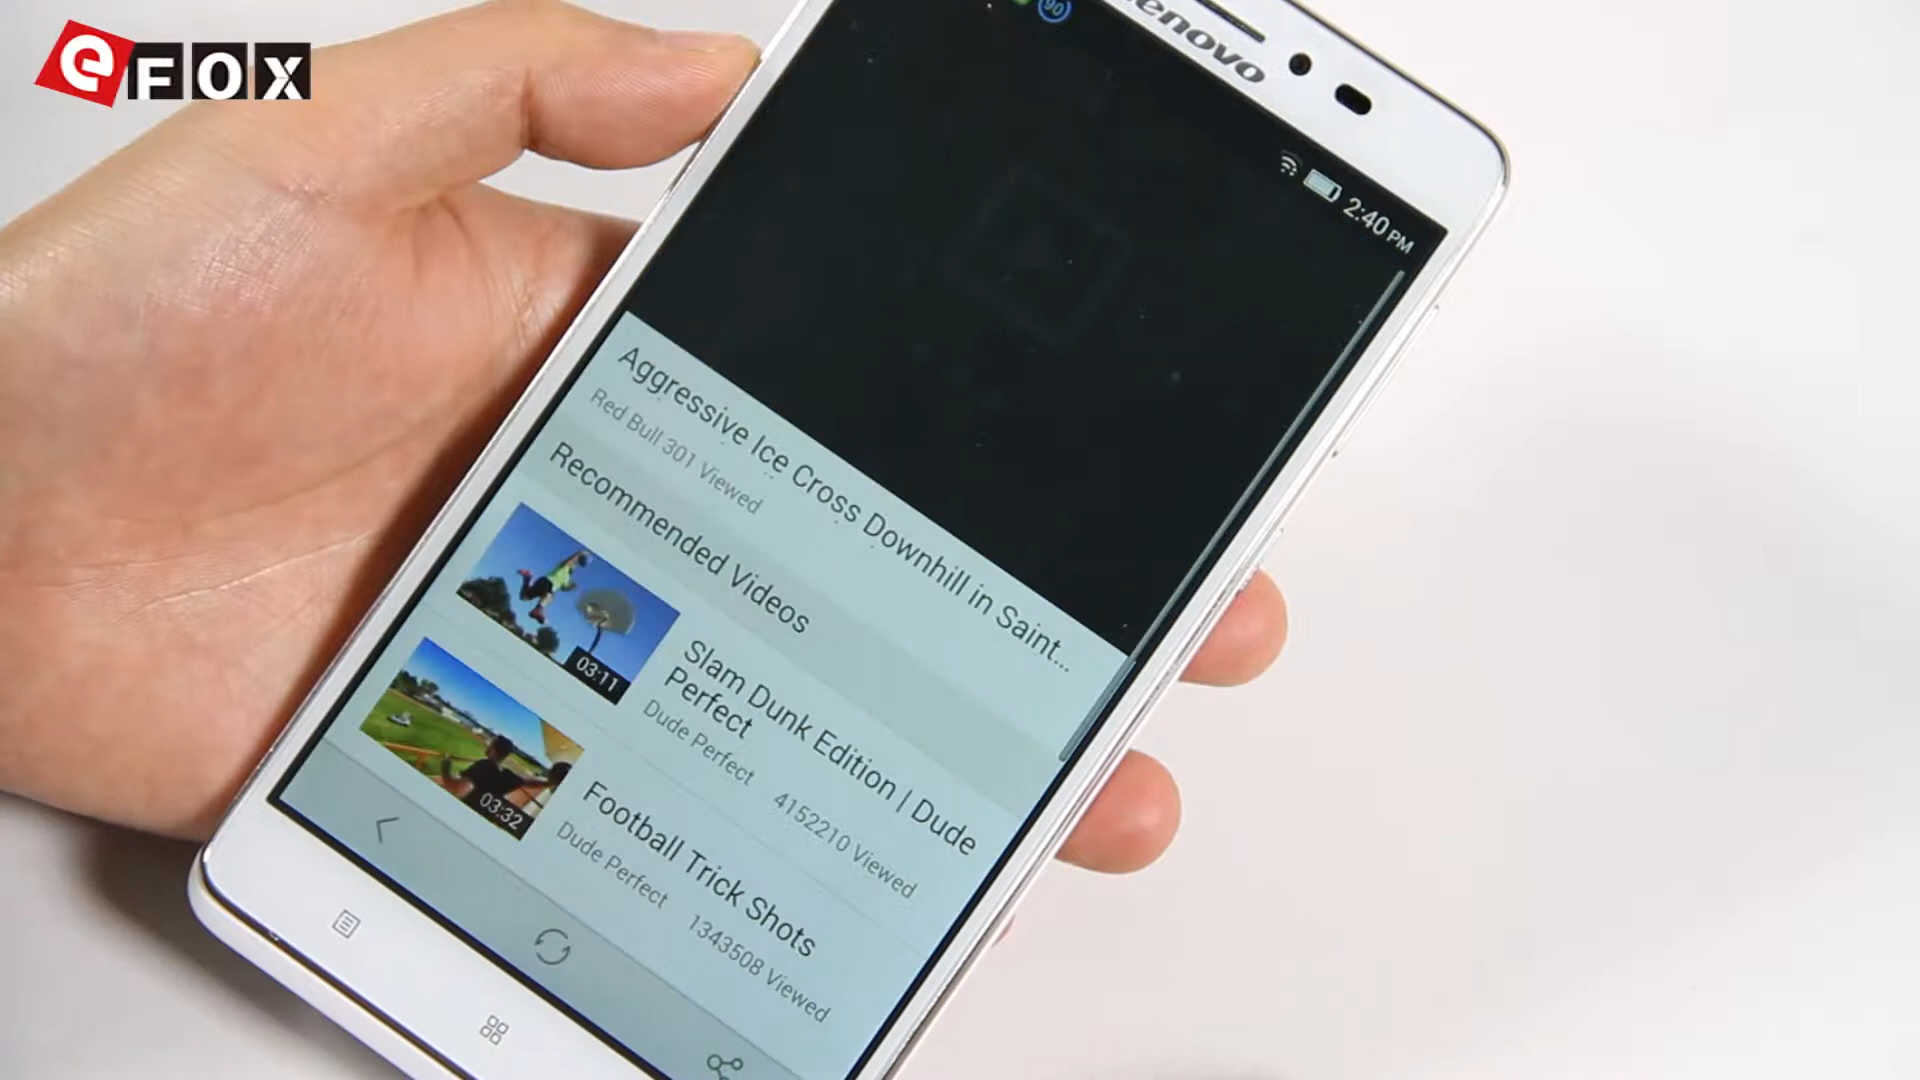 eFOX
90
lenovo
2:40 PM
Aggressive Ice Cross Downhill in Saint...
Red Bull 301 Viewed
Recommended Videos
03:11
Slam Dunk Edition | Dude
Perfect
Dude Perfect 4152210 Viewed
03:32
Football Trick Shots
Dude Perfect 1343508 Viewed